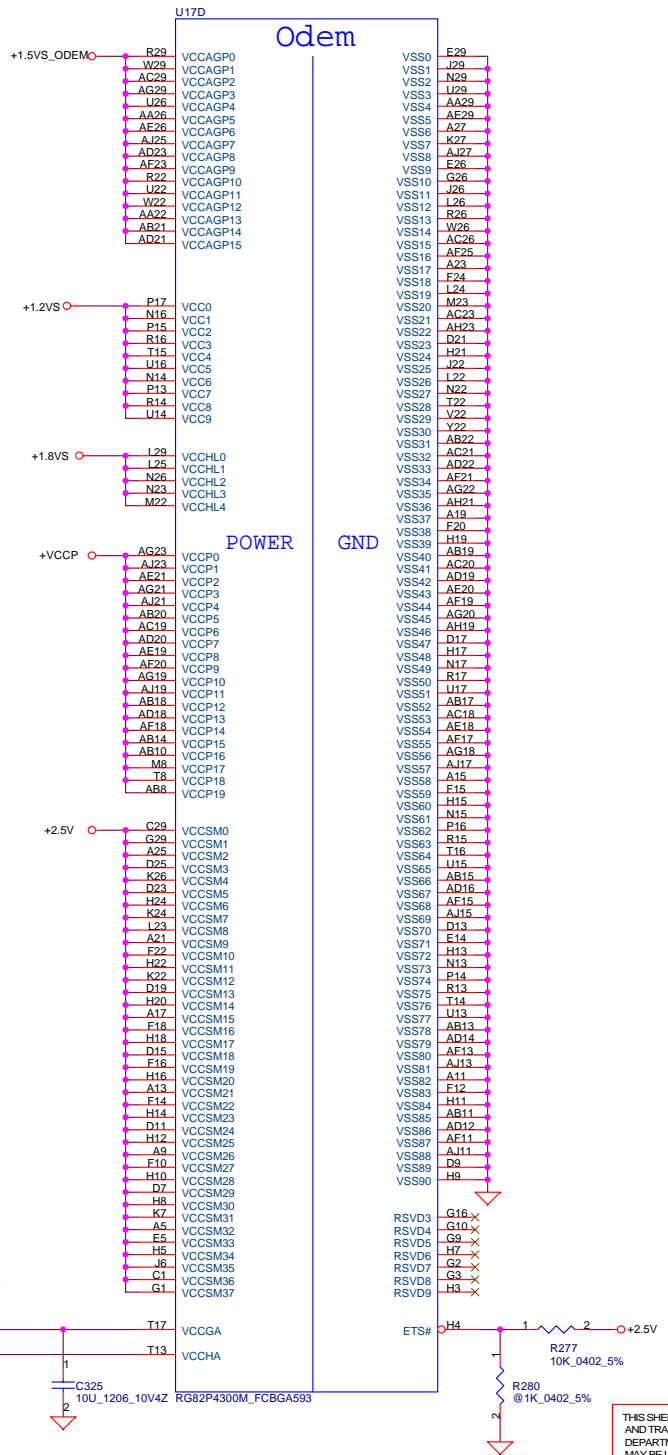 U17D
Odem
+1.5VS_ODEM
R29 VCCAGP0
W29 VCCAGP1
AC29 VCCAGP2
AG29 VCCAGP3
U26 VCCAGP4
AA26 VCCAGP5
AE26 VCCAGP6
AJ25 VCCAGP7
AD23 VCCAGP8
AF23 VCCAGP9
R22 VCCAGP10
U22 VCCAGP11
W22 VCCAGP12
AA22 VCCAGP13
AB21 VCCAGP14
AD21 VCCAGP15
+1.2VS
P17 VCC0
N16 VCC1
P15 VCC2
R16 VCC3
T15 VCC4
U16 VCC5
N14 VCC6
P13 VCC7
R14 VCC8
U14 VCC9
+1.8VS
L29 VCCHL0
L25 VCCHL1
N26 VCCHL2
N23 VCCHL3
M22 VCCHL4
POWER
+VCCP
AG23 VCCP0
AJ23 VCCP1
AE21 VCCP2
AG21 VCCP3
AJ21 VCCP4
AB20 VCCP5
AC19 VCCP6
AD20 VCCP7
AE19 VCCP8
AF20 VCCP9
AG19 VCCP10
AJ19 VCCP11
AB18 VCCP12
AD18 VCCP13
AF18 VCCP14
AB14 VCCP15
AB10 VCCP16
M8 VCCP17
T8 VCCP18
AB8 VCCP19
+2.5V
C29 VCCSM0
G29 VCCSM1
A25 VCCSM2
D25 VCCSM3
K26 VCCSM4
D23 VCCSM5
H24 VCCSM6
K24 VCCSM7
L23 VCCSM8
A21 VCCSM9
F22 VCCSM10
H22 VCCSM11
K22 VCCSM12
D19 VCCSM13
H20 VCCSM14
A17 VCCSM15
F18 VCCSM16
H18 VCCSM17
D15 VCCSM18
F16 VCCSM19
H16 VCCSM20
A13 VCCSM21
F14 VCCSM22
H14 VCCSM23
D11 VCCSM24
H12 VCCSM25
A9 VCCSM26
F10 VCCSM27
H10 VCCSM28
D7 VCCSM29
H8 VCCSM30
K7 VCCSM31
A5 VCCSM32
E5 VCCSM33
H5 VCCSM34
J6 VCCSM35
C1 VCCSM36
G1 VCCSM37
T17 VCCGA
T13 VCCHA
1
C325
10U_1206_10V4Z
2
RG82P4300M_FCBGA593
GND
VSS0 E29
VSS1 J29
VSS2 N29
VSS3 U29
VSS4 AA29
VSS5 AE29
VSS6 A27
VSS7 K27
VSS8 AJ27
VSS9 E26
VSS10 G26
VSS11 J26
VSS12 L26
VSS13 R26
VSS14 W26
VSS15 AC26
VSS16 AF25
VSS17 A23
VSS18 F24
VSS19 L24
VSS20 M23
VSS21 AC23
VSS22 AH23
VSS23 D21
VSS24 H21
VSS25 J22
VSS26 L22
VSS27 N22
VSS28 T22
VSS29 V22
VSS30 Y22
VSS31 AB22
VSS32 AC21
VSS33 AD22
VSS34 AF21
VSS35 AG22
VSS36 AH21
VSS37 A19
VSS38 F20
VSS39 H19
VSS40 AB19
VSS41 AC20
VSS42 AD19
VSS43 AE20
VSS44 AF19
VSS45 AG20
VSS46 AH19
VSS47 D17
VSS48 H17
VSS49 N17
VSS50 R17
VSS51 U17
VSS52 AB17
VSS53 AC18
VSS54 AE18
VSS55 AF17
VSS56 AG18
VSS57 AJ17
VSS58 A15
VSS59 F15
VSS60 H15
VSS61 N15
VSS62 P16
VSS63 R15
VSS64 T16
VSS65 U15
VSS66 AB15
VSS67 AD16
VSS68 AF15
VSS69 AJ15
VSS70 D13
VSS71 E14
VSS72 H13
VSS73 N13
VSS74 P14
VSS75 R13
VSS76 T14
VSS77 U13
VSS78 AB13
VSS79 AD14
VSS80 AF13
VSS81 AJ13
VSS82 A11
VSS83 F12
VSS84 H11
VSS85 AB11
VSS86 AD12
VSS87 AF11
VSS88 AJ11
VSS89 D9
VSS90 H9
RSVD3 G16
RSVD4 G10
RSVD5 G9
RSVD6 H7
RSVD7 G2
RSVD8 G3
RSVD9 H3
ETS# H4
1 2 +2.5V
R277
10K_0402_5%
1
R280
@1K_0402_5%
2
THIS SHE
AND TRA
DEPARTM